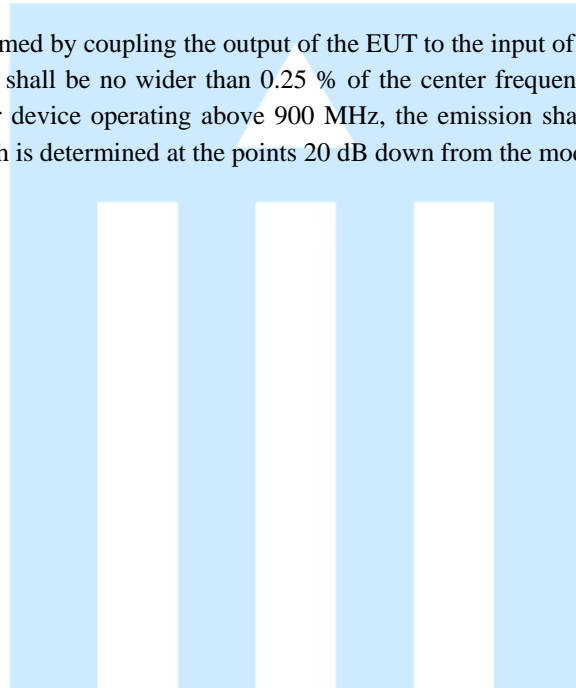 med by coupling the output of the EUT to the input of
shall be no wider than 0.25 % of the center frequen
device operating above 900 MHz, the emission sha
is determined at the points 20 dB down from the mo